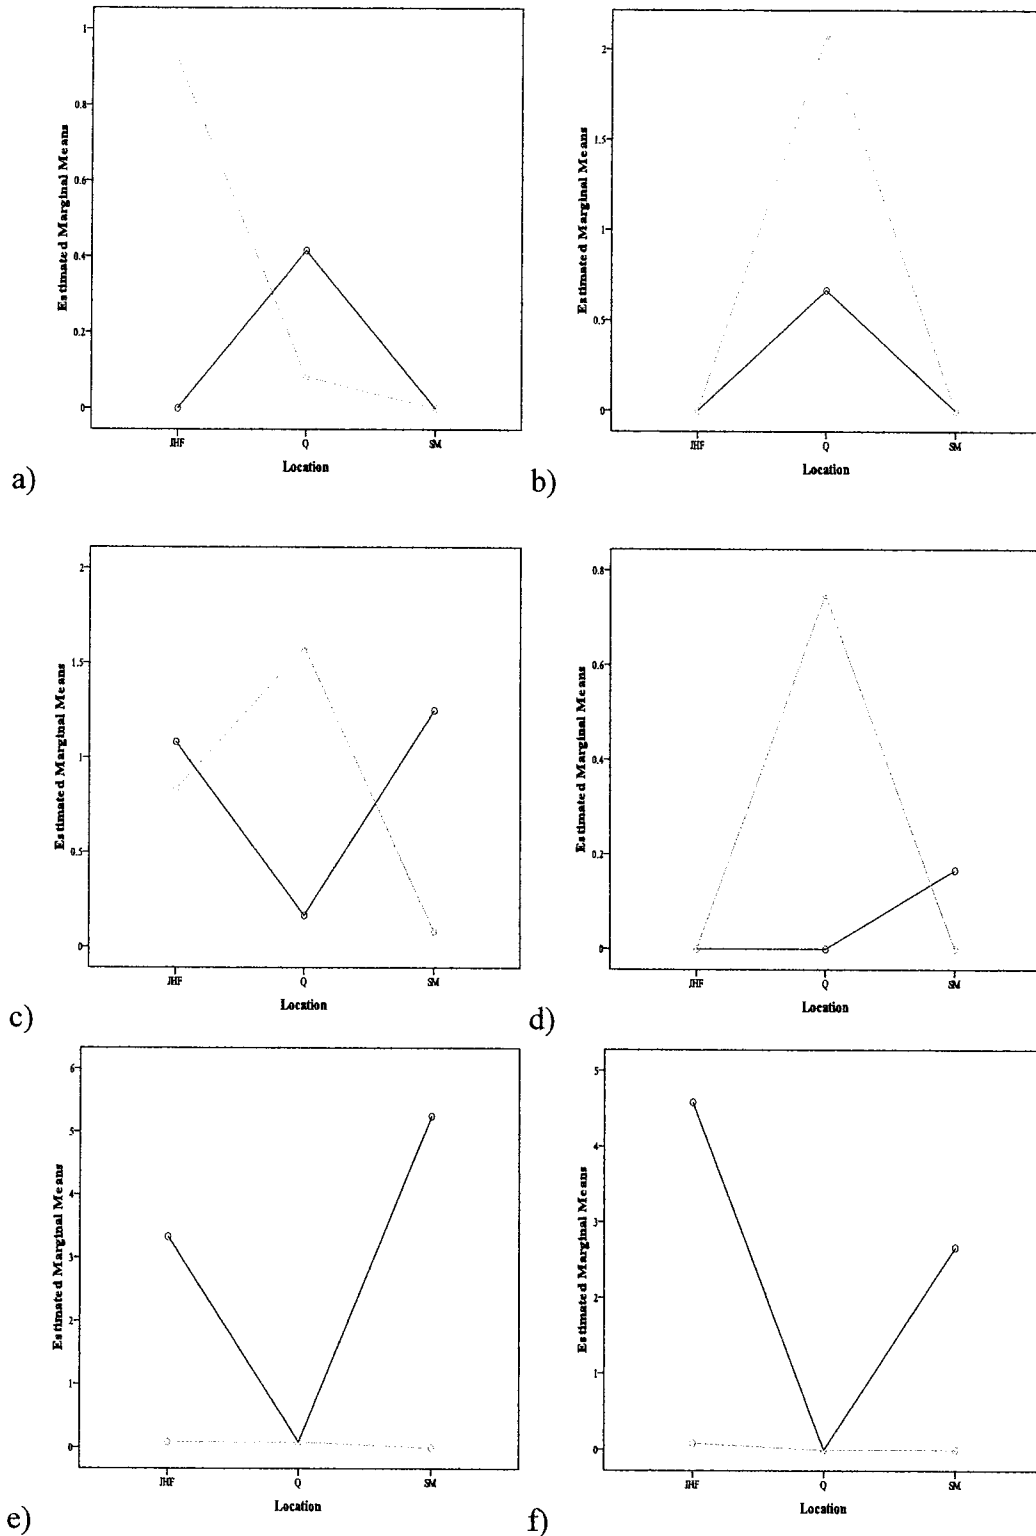 Estimated Marginal Means
1
0.8
0.6
0.4
0.2
0
JHF Q SM
Location
a)
Estimated Marginal Means
2
1.5
1
0.5
0
JHF Q SM
Location
b)
Estimated Marginal Means
2
1.5
1
0.5
0
JHF Q SM
Location
c)
Estimated Marginal Means
0.8
0.6
0.4
0.2
0
JHF Q SM
Location
d)
Estimated Marginal Means
6
5
4
3
2
1
0
JHF Q SM
Location
e)
Estimated Marginal Means
5
4
3
2
1
0
JHF Q SM
Location
f)